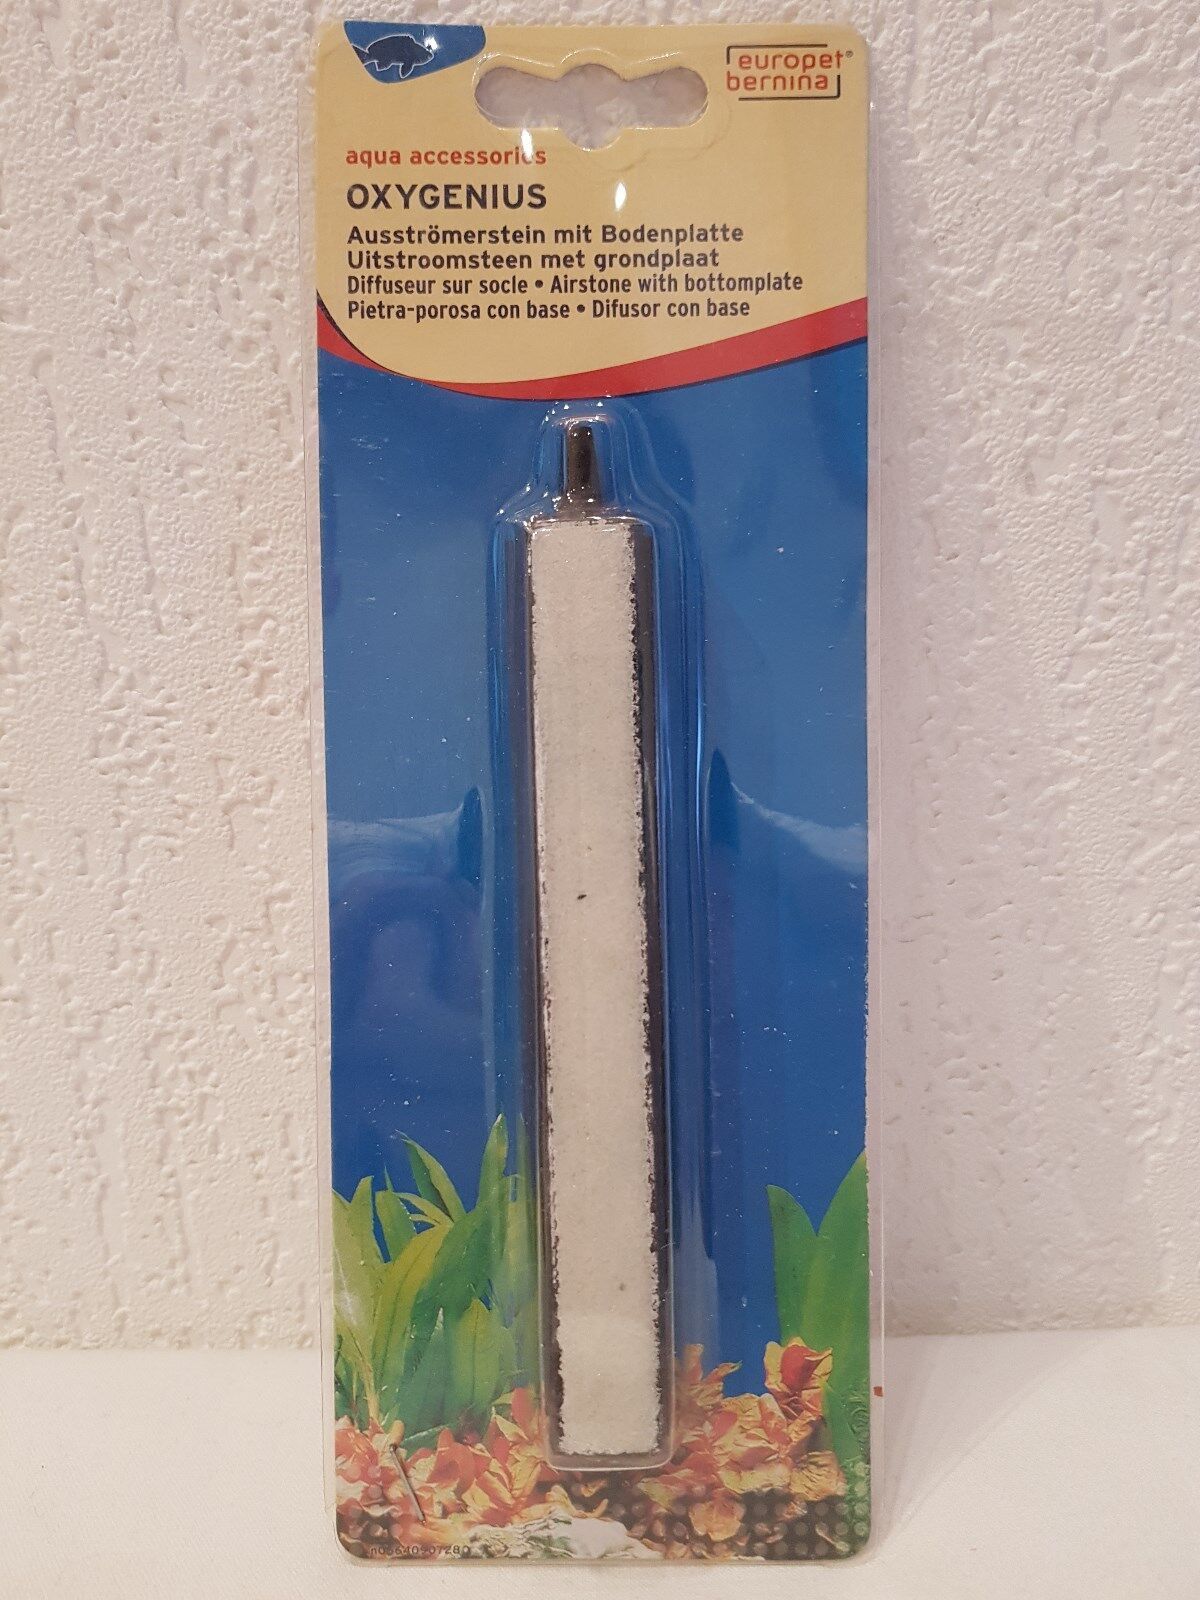 europet®
bernina
aqua accessories
OXYGENIUS
Ausströmerstein mit Bodenplatte
Uitstroomsteen met grondplaat
Diffuseur sur socle • Airstone with bottomplate
Pietra-porosa con base • Difusor con base